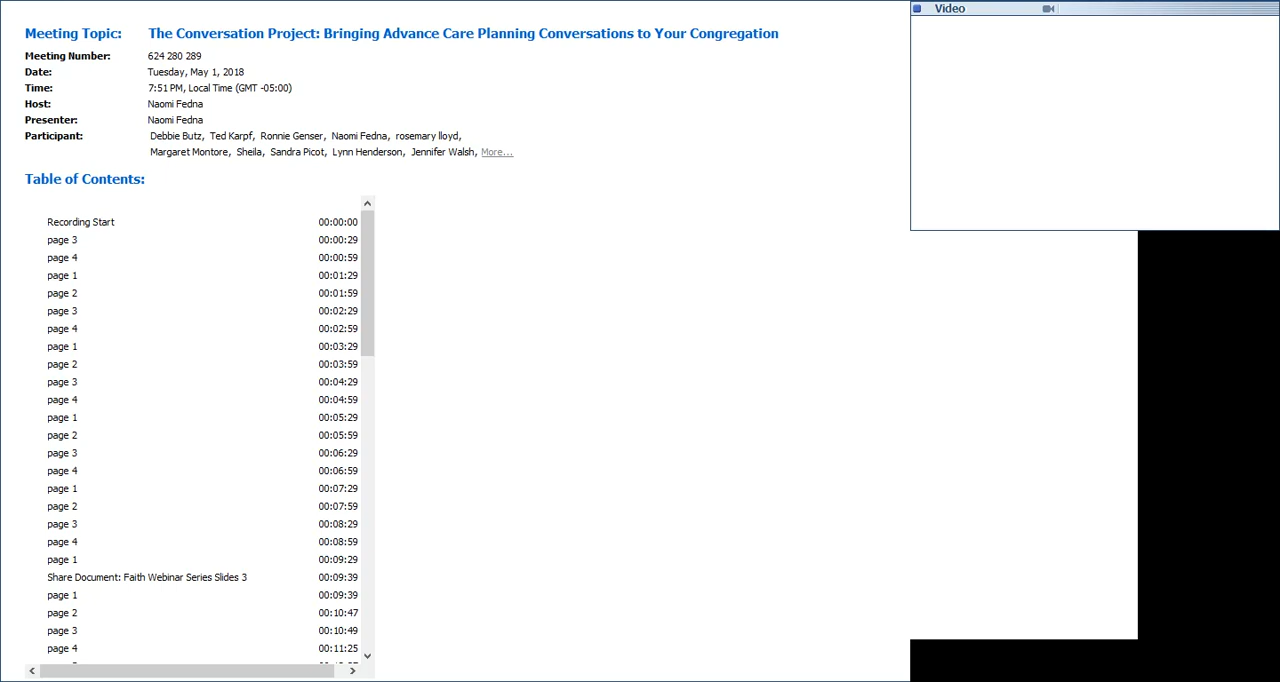 Video
Meeting Topic: The Conversation Project: Bringing Advance Care Planning Conversations to Your Congregation
Meeting Number: 624 280 289
Date: Tuesday, May 1, 2018
Time: 7:51 PM, Local Time (GMT -05:00)
Host: Naomi Fedna
Presenter: Naomi Fedna
Participant: Debbie Butz, Ted Karpf, Ronnie Genser, Naomi Fedna, rosemary lloyd,
Margaret Montore, Sheila, Sandra Picot, Lynn Henderson, Jennifer Walsh, More...
Table of Contents:
Recording Start 00:00:00
page 3 00:00:29
page 4 00:00:59
page 1 00:01:29
page 2 00:01:59
page 3 00:02:29
page 4 00:02:59
page 1 00:03:29
page 2 00:03:59
page 3 00:04:29
page 4 00:04:59
page 1 00:05:29
page 2 00:05:59
page 3 00:06:29
page 4 00:06:59
page 1 00:07:29
page 2 00:07:59
page 3 00:08:29
page 4 00:08:59
page 1 00:09:29
Share Document: Faith Webinar Series Slides 3 00:09:39
page 1 00:09:39
page 2 00:10:47
page 3 00:10:49
page 4 00:11:25